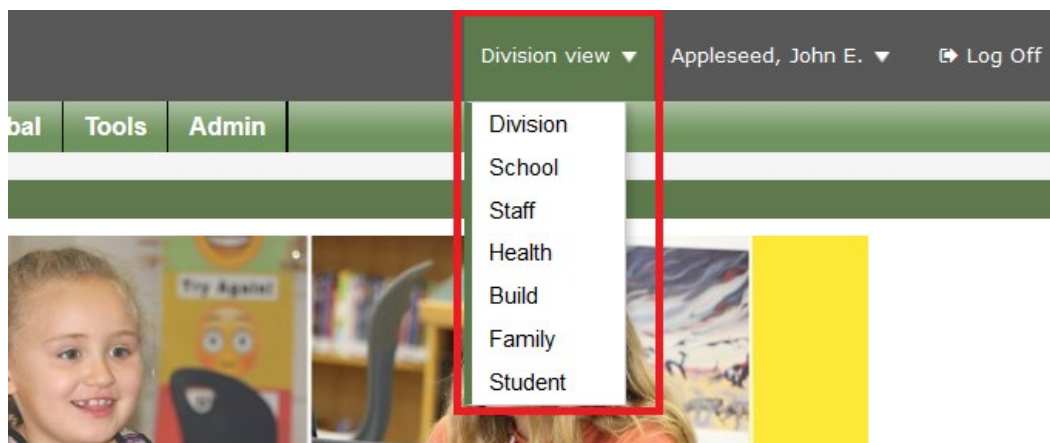 Division view ▼ Appleseed, John E. ▼ Log Off
bal Tools Admin
Division
School
Staff
Health
Build
Family
Student
Try Again!